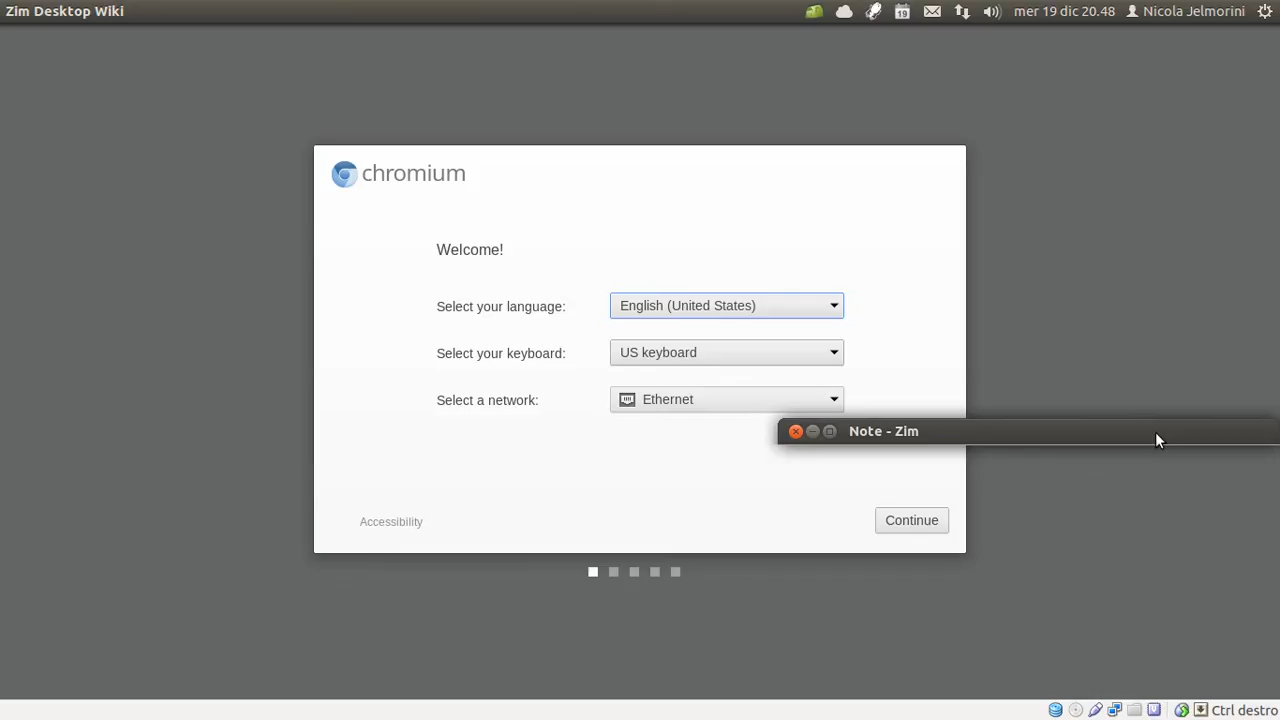 Zim Desktop Wiki
19
mer 19 dic 20.48
Nicola Jelmorini
chromium
Welcome!
Select your language:
English (United States)
Select your keyboard:
US keyboard
Select a network:
Ethernet
Note - Zim
Accessibility
Continue
Ctrl destro